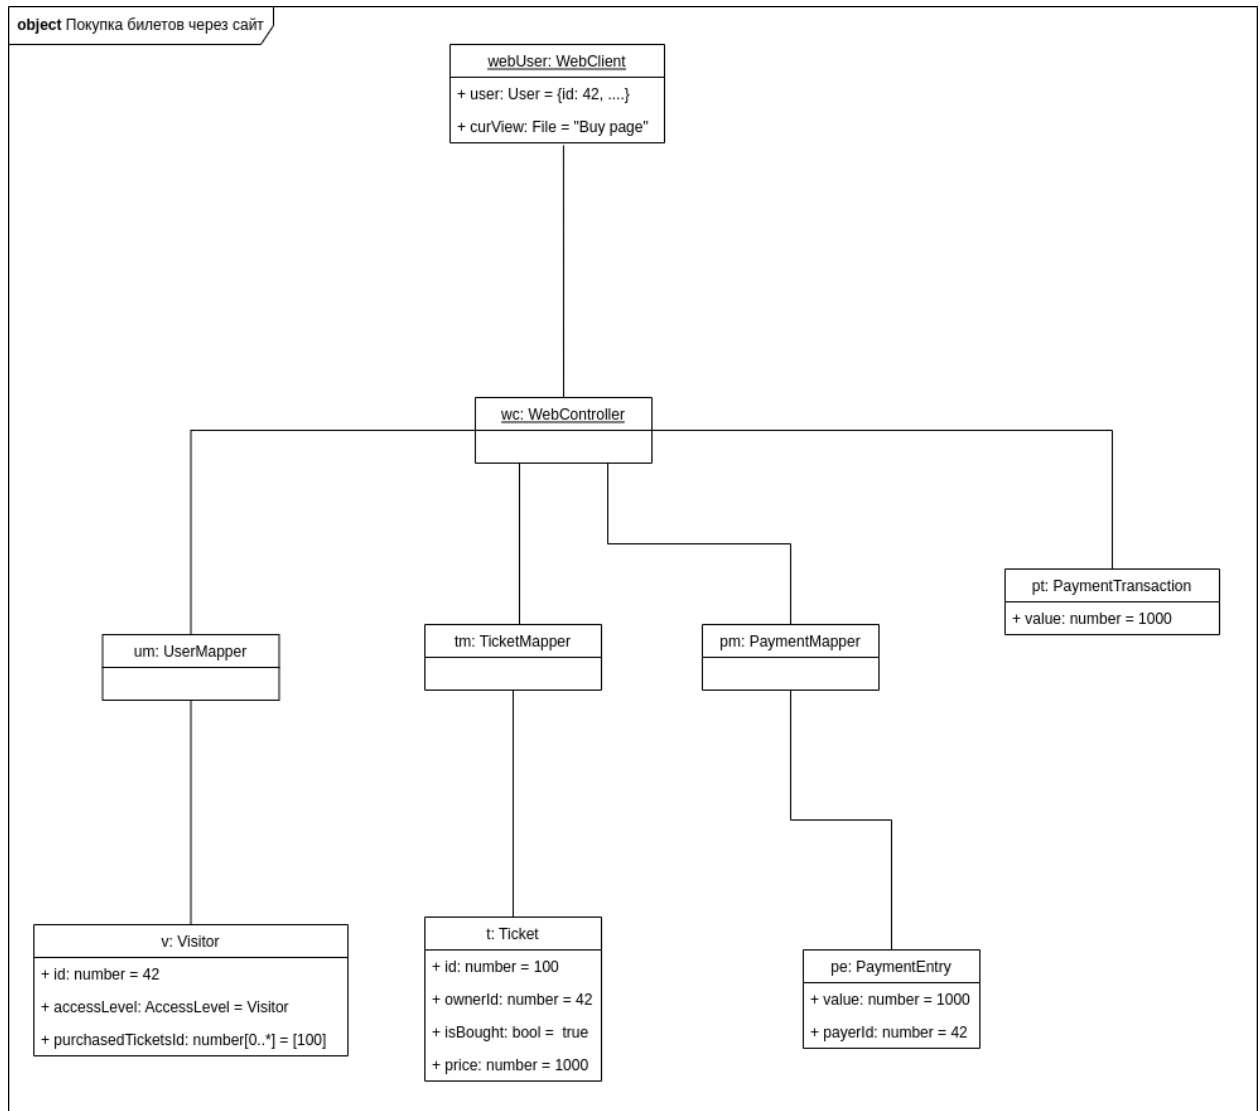 object Покупка билетов через сайт
webUser: WebClient
+ user: User = {id: 42, ....}
+ curView: File = "Buy page"
wc: WebController
pt: PaymentTransaction
+ value: number = 1000
um: UserMapper
tm: TicketMapper
pm: PaymentMapper
v: Visitor
+ id: number = 42
+ accessLevel: AccessLevel = Visitor
+ purchasedTicketsId: number[0..*] = [100]
t: Ticket
+ id: number = 100
+ ownerId: number = 42
+ isBought: bool =  true
+ price: number = 1000
pe: PaymentEntry
+ value: number = 1000
+ payerId: number = 42